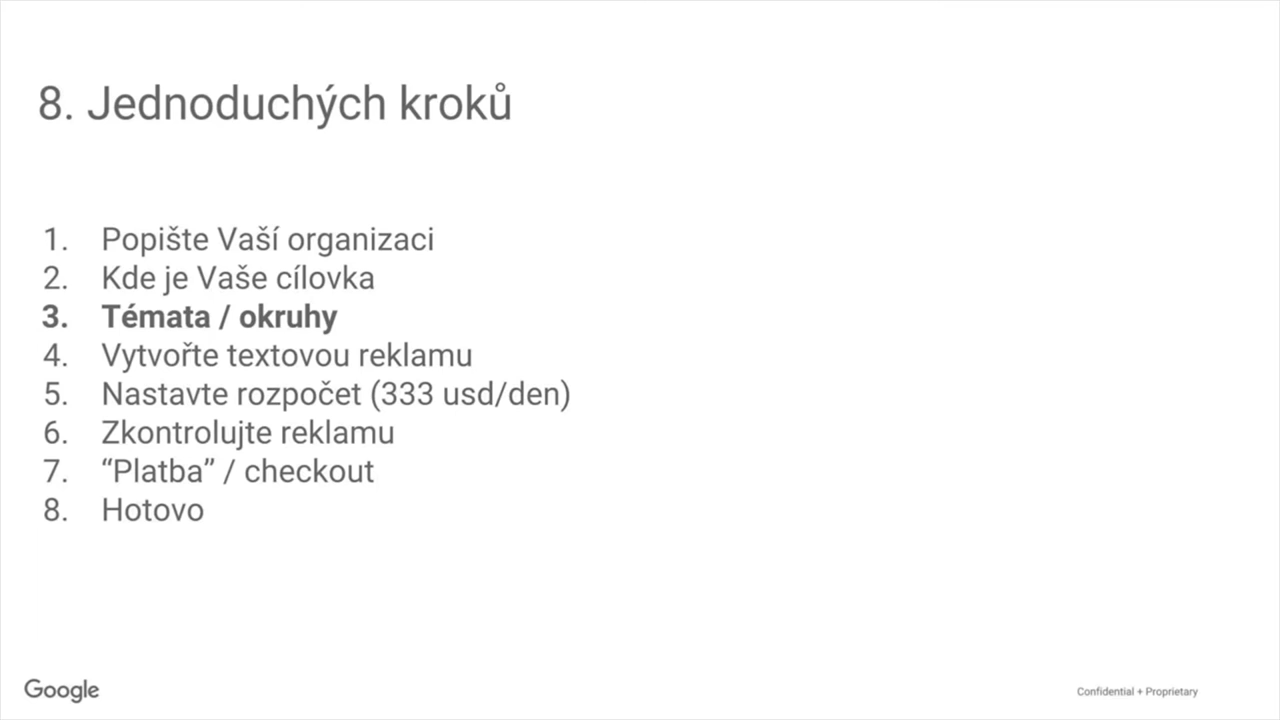 8. Jednoduchých kroků
1. Popište Vaší organizaci
2. Kde je Vaše cílovka
3. Témata / okruhy
4. Vytvořte textovou reklamu
5. Nastavte rozpočet (333 usd/den)
6. Zkontrolujte reklamu
7. “Platba” / checkout
8. Hotovo
Google
Confidential + Proprietary